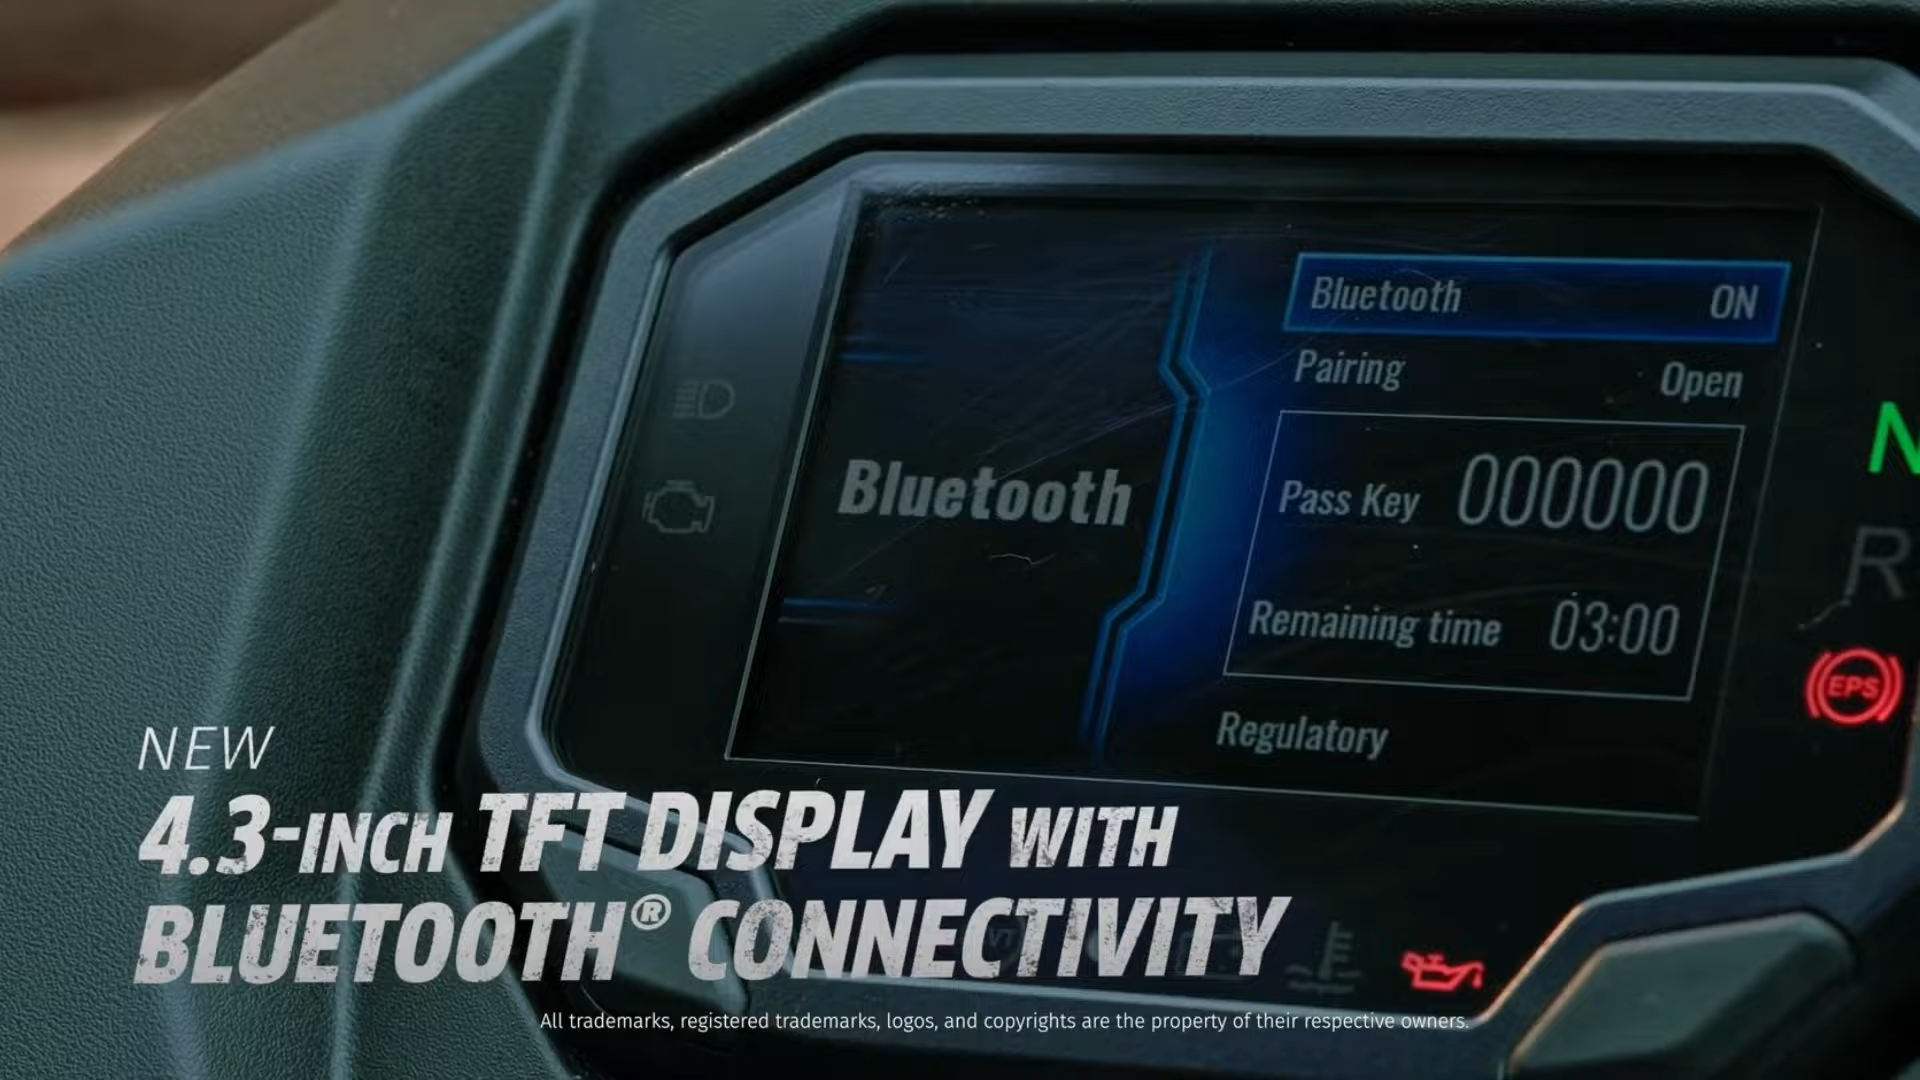 Bluetooth ON
Pairing Open
Bluetooth
Pass Key 000000
Remaining time 03:00
Regulatory
N
R
EPS
NEW
4.3-INCH TFT DISPLAY WITH
BLUETOOTH® CONNECTIVITY
All trademarks, registered trademarks, logos, and copyrights are the property of their respective owners.